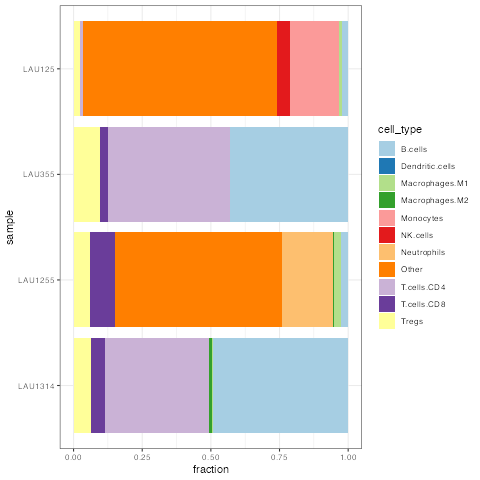 LAU125
LAU355
LAU1255
LAU1314
sample
0.00 0.25 0.50 0.75 1.00
fraction
cell_type
B.cells
Dendritic.cells
Macrophages.M1
Macrophages.M2
Monocytes
NK.cells
Neutrophils
Other
T.cells.CD4
T.cells.CD8
Tregs